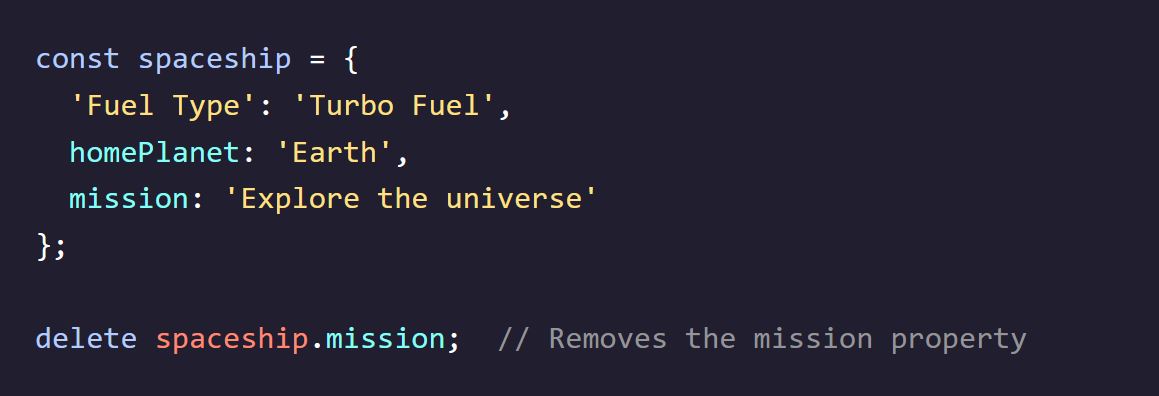 const spaceship = {
  'Fuel Type': 'Turbo Fuel',
  homePlanet: 'Earth',
  mission: 'Explore the universe'
};

delete spaceship.mission;  // Removes the mission property